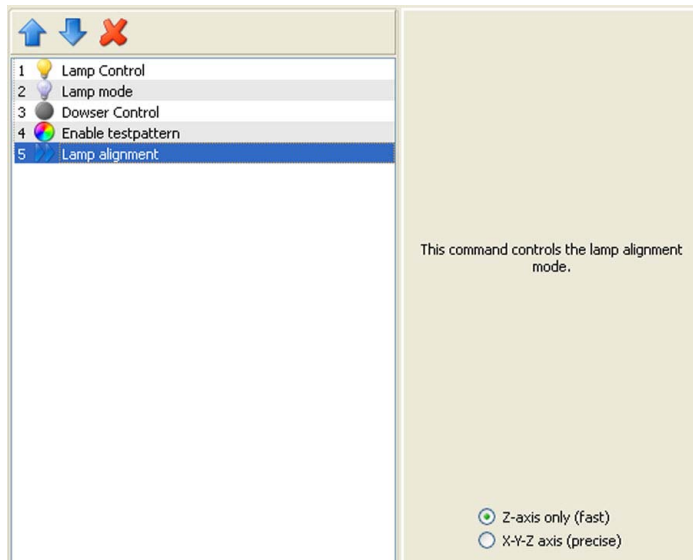 1 Lamp Control
2 Lamp mode
3 Dowser Control
4 Enable testpattern
5 Lamp alignment
This command controls the lamp alignment
mode.
Z-axis only (fast)
X-Y-Z axis (precise)